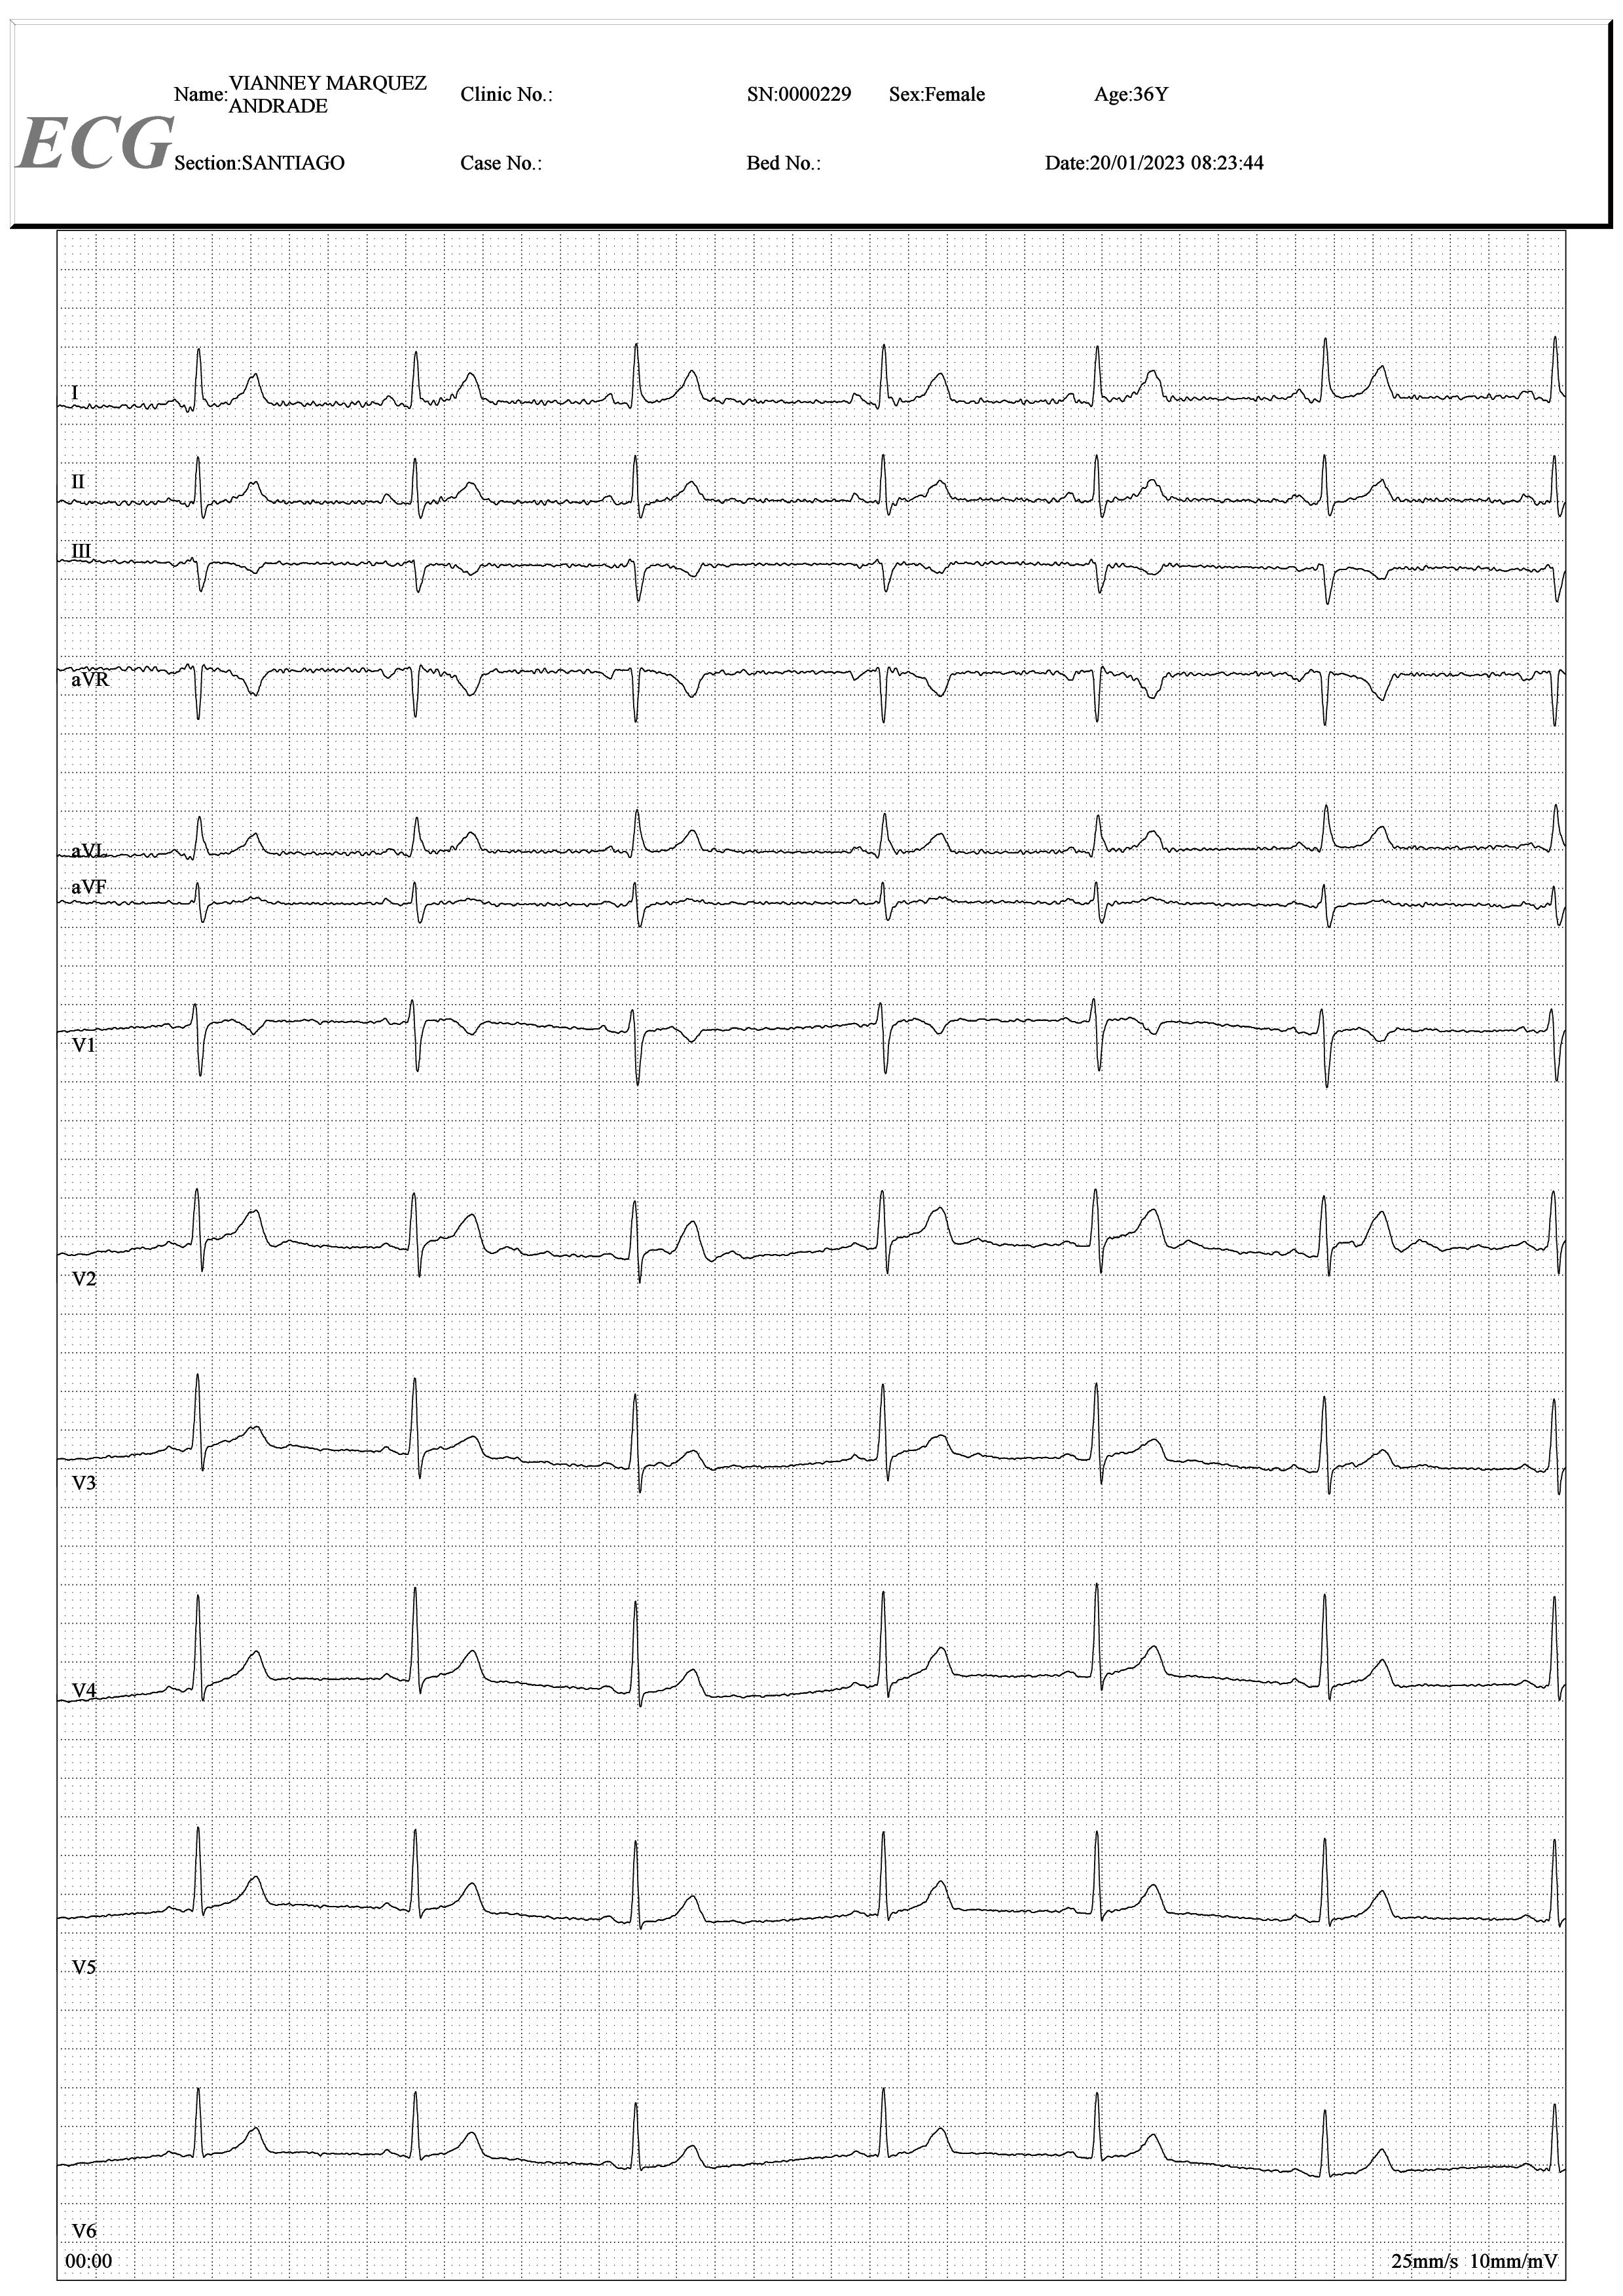 ECG
Name: VIANNEY MARQUEZ ANDRADE Clinic No.: SN:0000229 Sex:Female Age:36Y
Section:SANTIAGO Case No.: Bed No.: Date:20/01/2023 08:23:44
I
II
III
aVR
aVL
aVF
V1
V2
V3
V4
V5
V6
00:00 25mm/s 10mm/mV